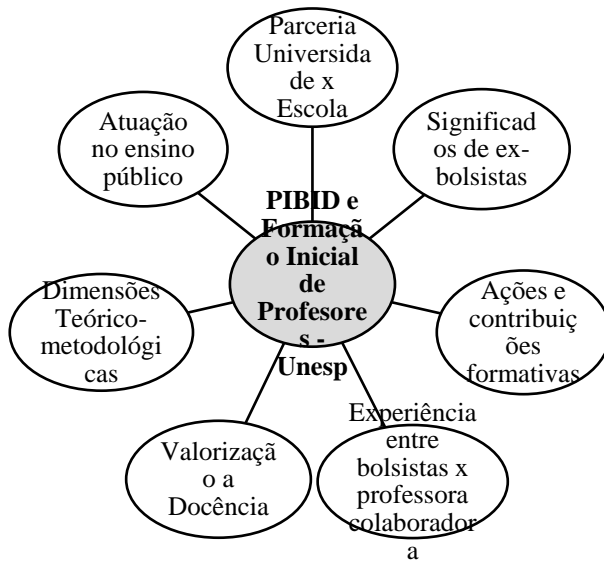 Parceria
Universida
de x
Escola
Significad
os de ex-
bolsistas
Ações e
contribuiç
ões
formativas
Experiência
entre
bolsistas x
professora
colaborador
a
Valorizaçã
o a
Docência
Dimensões
Teórico-
metodológi
cas
Atuação
no ensino
público
PIBID e
Formaçã
o Inicial
de
Profesore
s -
Unesp